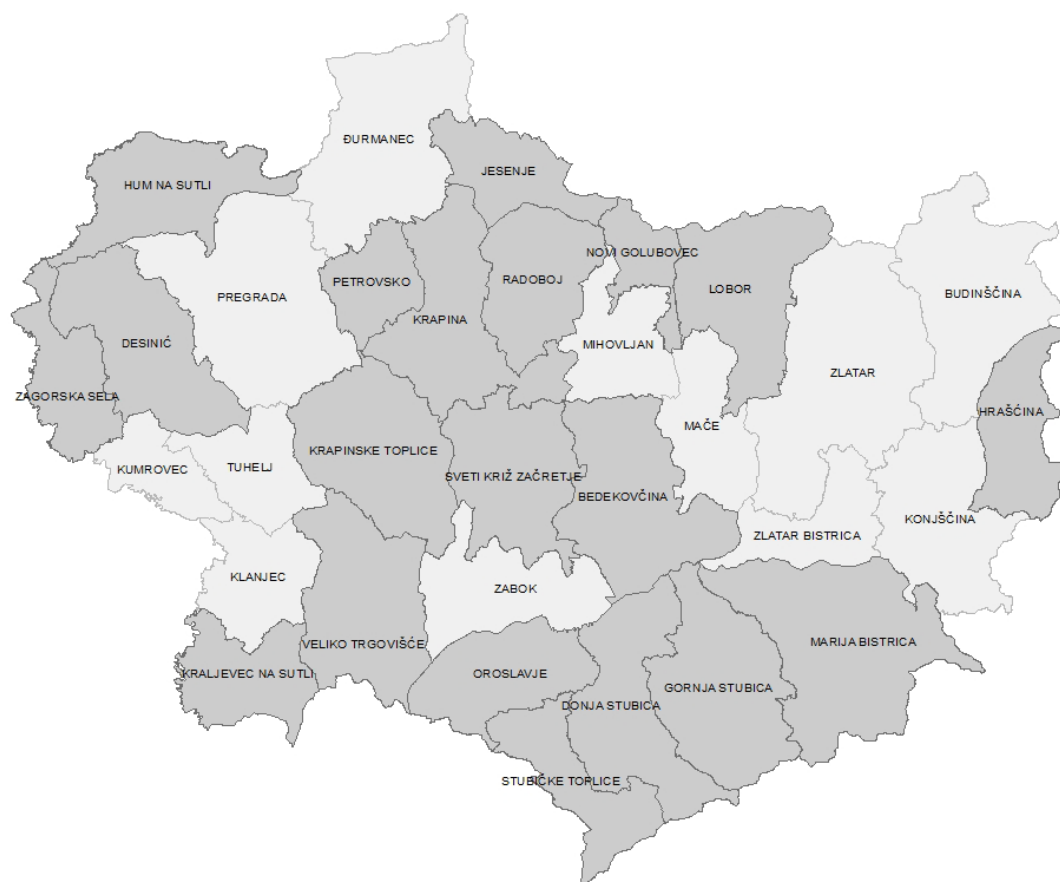 ĐURMANEC
JESENJE
HUM NA SUTLI
NOVI GOLUBOVEC
PETROVSKO
RADOBOJ
LOBOR
BUDINŠČINA
PREGRADA
KRAPINA
DESINIĆ
MIHOVLJAN
ZLATAR
ZAGORSKA SELA
HRAŠĆINA
MAČE
KRAPINSKE TOPLICE
KUMROVEC
TUHELJ
SVETI KRIŽ ZAČRETJE
BEDEKOVČINA
KONJŠČINA
ZLATAR BISTRICA
KLANJEC
ZABOK
VELIKO TRGOVIŠĆE
MARIJA BISTRICA
KRALJEVEC NA SUTLI
OROSLAVJE
GORNJA STUBICA
DONJA STUBICA
STUBIČKE TOPLICE